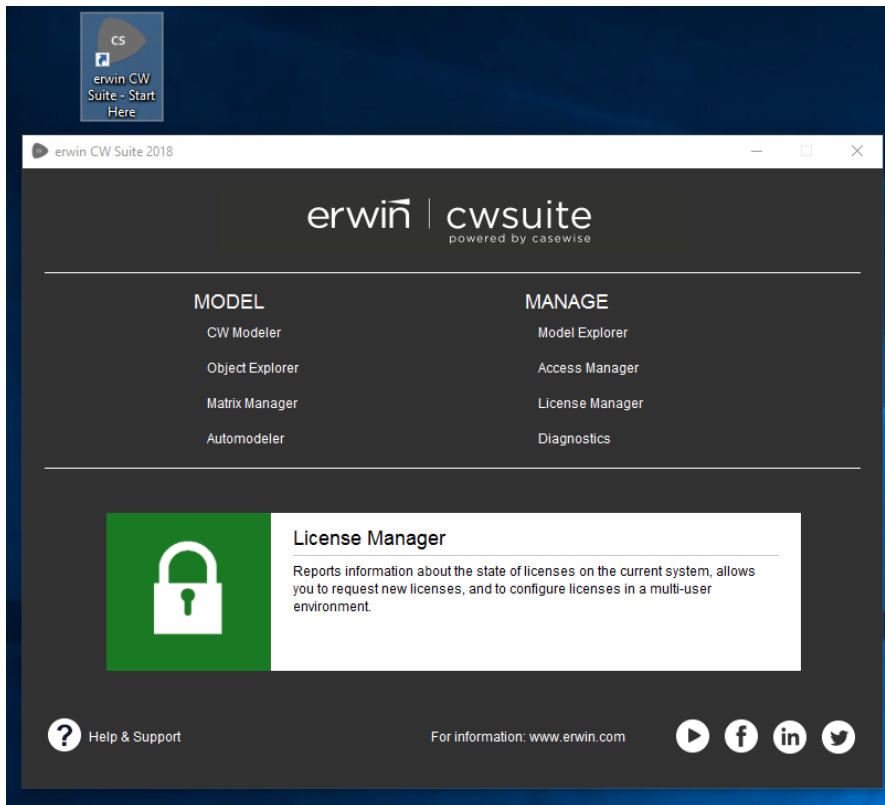 CS
erwin CW
Suite - Start
Here
erwin CW Suite 2018
erwin | cwsuite
powered by casewise
MODEL
CW Modeler
Object Explorer
Matrix Manager
Automodeler
MANAGE
Model Explorer
Access Manager
License Manager
Diagnostics
License Manager
Reports information about the state of licenses on the current system, allows
you to request new licenses, and to configure licenses in a multi-user
environment.
? Help & Support
For information: www.erwin.com
f
in